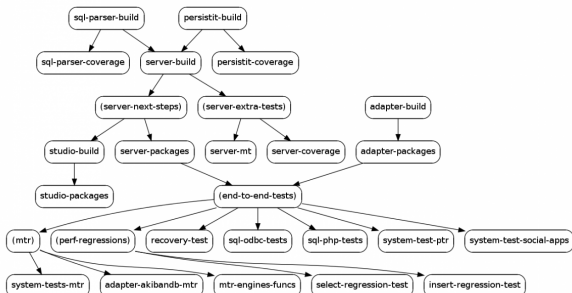 sql-parser-build
persistit-build
sql-parser-coverage
server-build
persistit-coverage
(server-next-steps)
(server-extra-tests)
adapter-build
studio-build
server-packages
server-mt
server-coverage
adapter-packages
studio-packages
(end-to-end-tests)
(mtr)
(perf-regressions)
recovery-test
sql-odbc-tests
sql-php-tests
system-test-ptr
system-test-social-apps
system-tests-mtr
adapter-akibandb-mtr
mtr-engines-funcs
select-regression-test
insert-regression-test